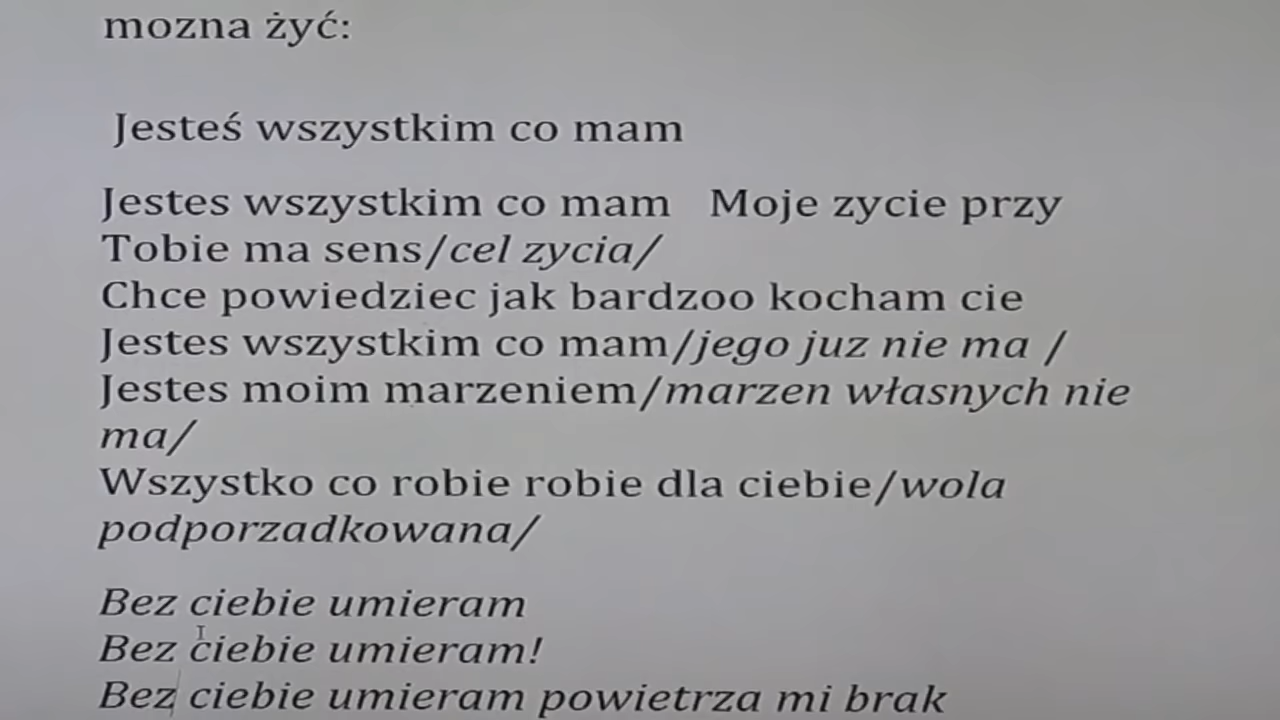 mozna żyć:
Jesteś wszystkim co mam
Jestes wszystkim co mam Moje zycie przy
Tobie ma sens/cel zycia/
Chce powiedziec jak bardzoo kocham cie
Jestes wszystkim co mam/jego juz nie ma /
Jestes moim marzeniem/marzen własnych nie
ma/
Wszystko co robie robie dla ciebie/wola
podporzadkowana/
Bez ciebie umieram
Bez ciebie umieram!
Bez ciebie umieram powietrza mi brak